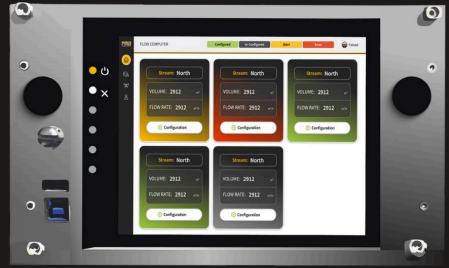 FLOW COMPUTER
Configured
Un Configured
Alert
Error
Stream: North
VOLUME: 2912
FLOW RATE: 2912
Configuration
Stream: North
VOLUME: 2912
FLOW RATE: 2912
Configuration
Stream: North
VOLUME: 2912
FLOW RATE: 2912
Configuration
Stream: North
VOLUME: 2912
FLOW RATE: 2912
Configuration
Stream: North
VOLUME: 2912
FLOW RATE: 2912
Configuration